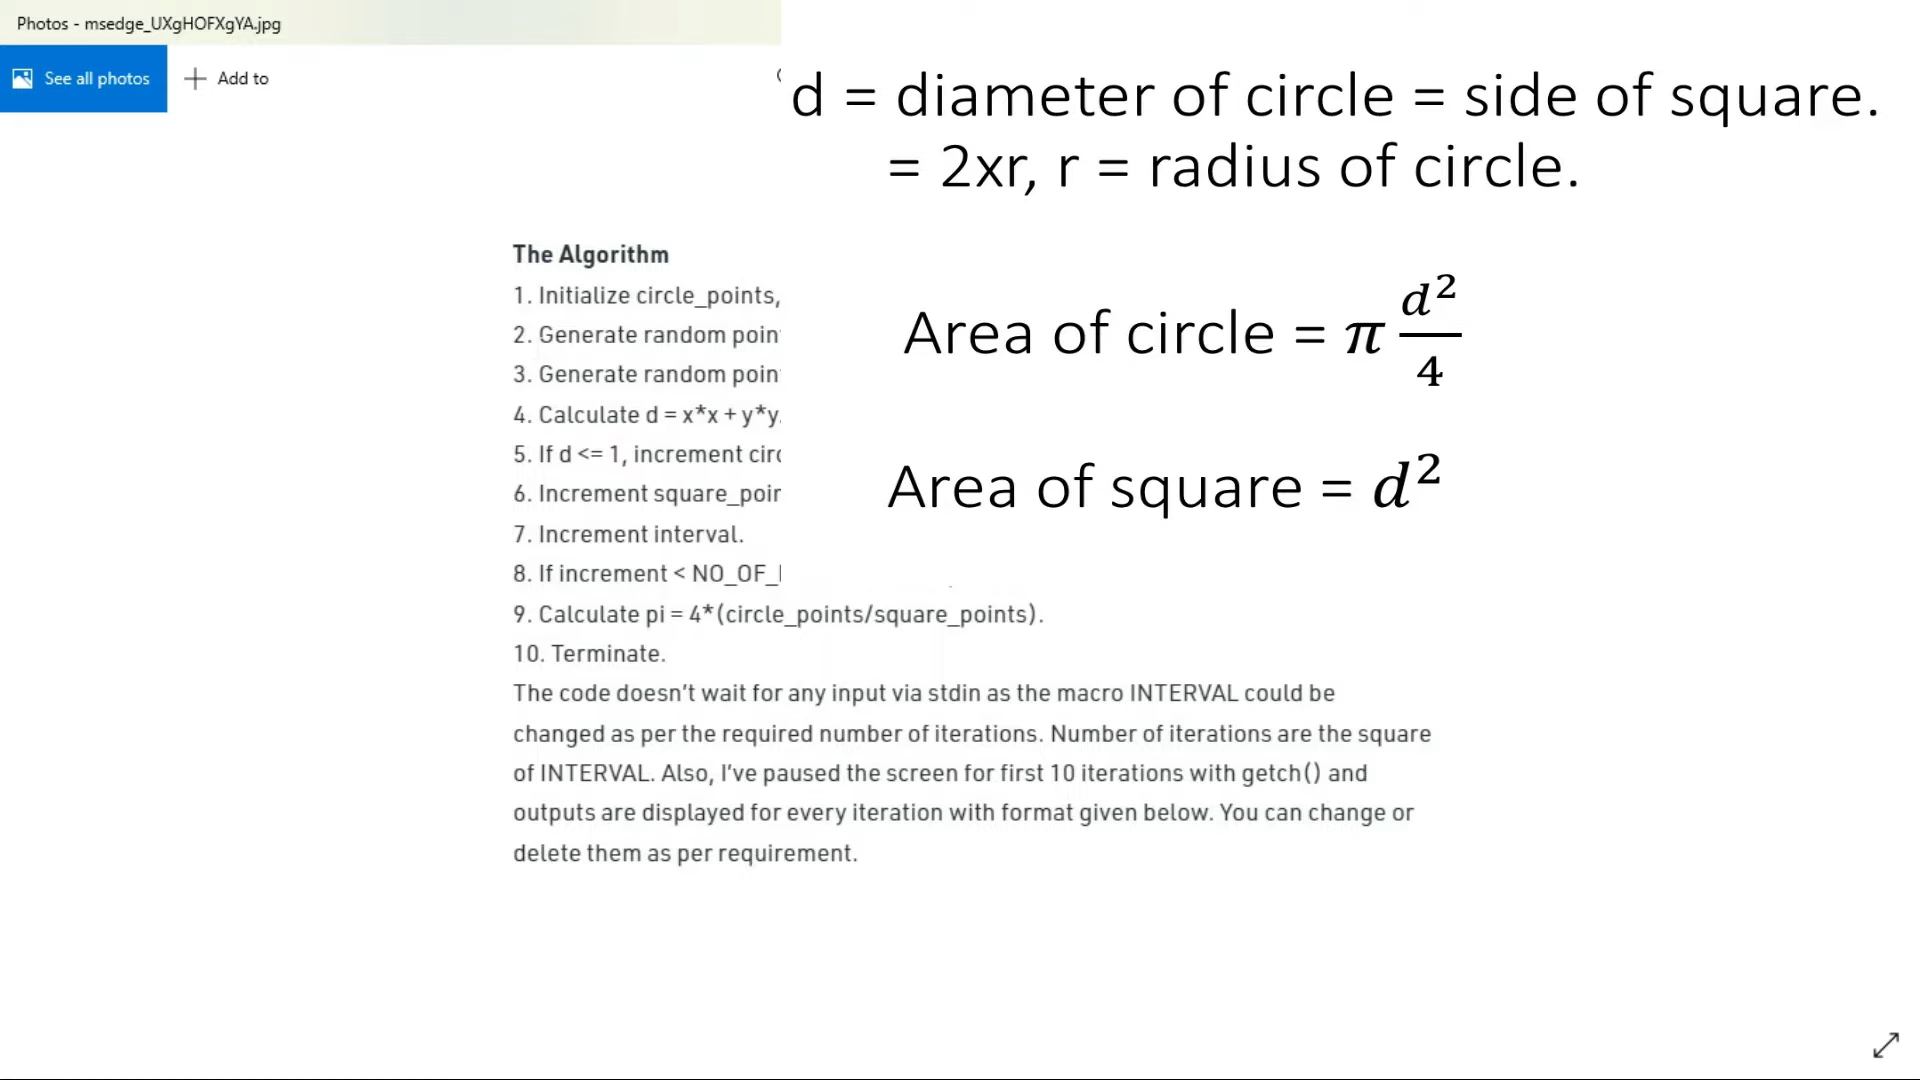 Photos - msedge_UXgHOFXgYA.jpg
See all photos
Add to
d = diameter of circle = side of square.
= 2xr, r = radius of circle.
Area of circle = π d²/4
Area of square = d²
The Algorithm
1. Initialize circle_points,
2. Generate random
3. Generate random
4. Calculate d = x*x + y*y.
5. If d <= 1, increment
6. Increment
7. Increment interval.
8. If increment <
9. Calculate pi = 4*(circle_points/square_points).
10. Terminate.
The code doesn't wait for any input via stdin as the macro INTERVAL could be
changed as per the required number of iterations. Number of iterations are the square
of INTERVAL. Also, I've paused the screen for first 10 iterations with getch() and
outputs are displayed for every iteration with format given below. You can change or
delete them as per requirement.